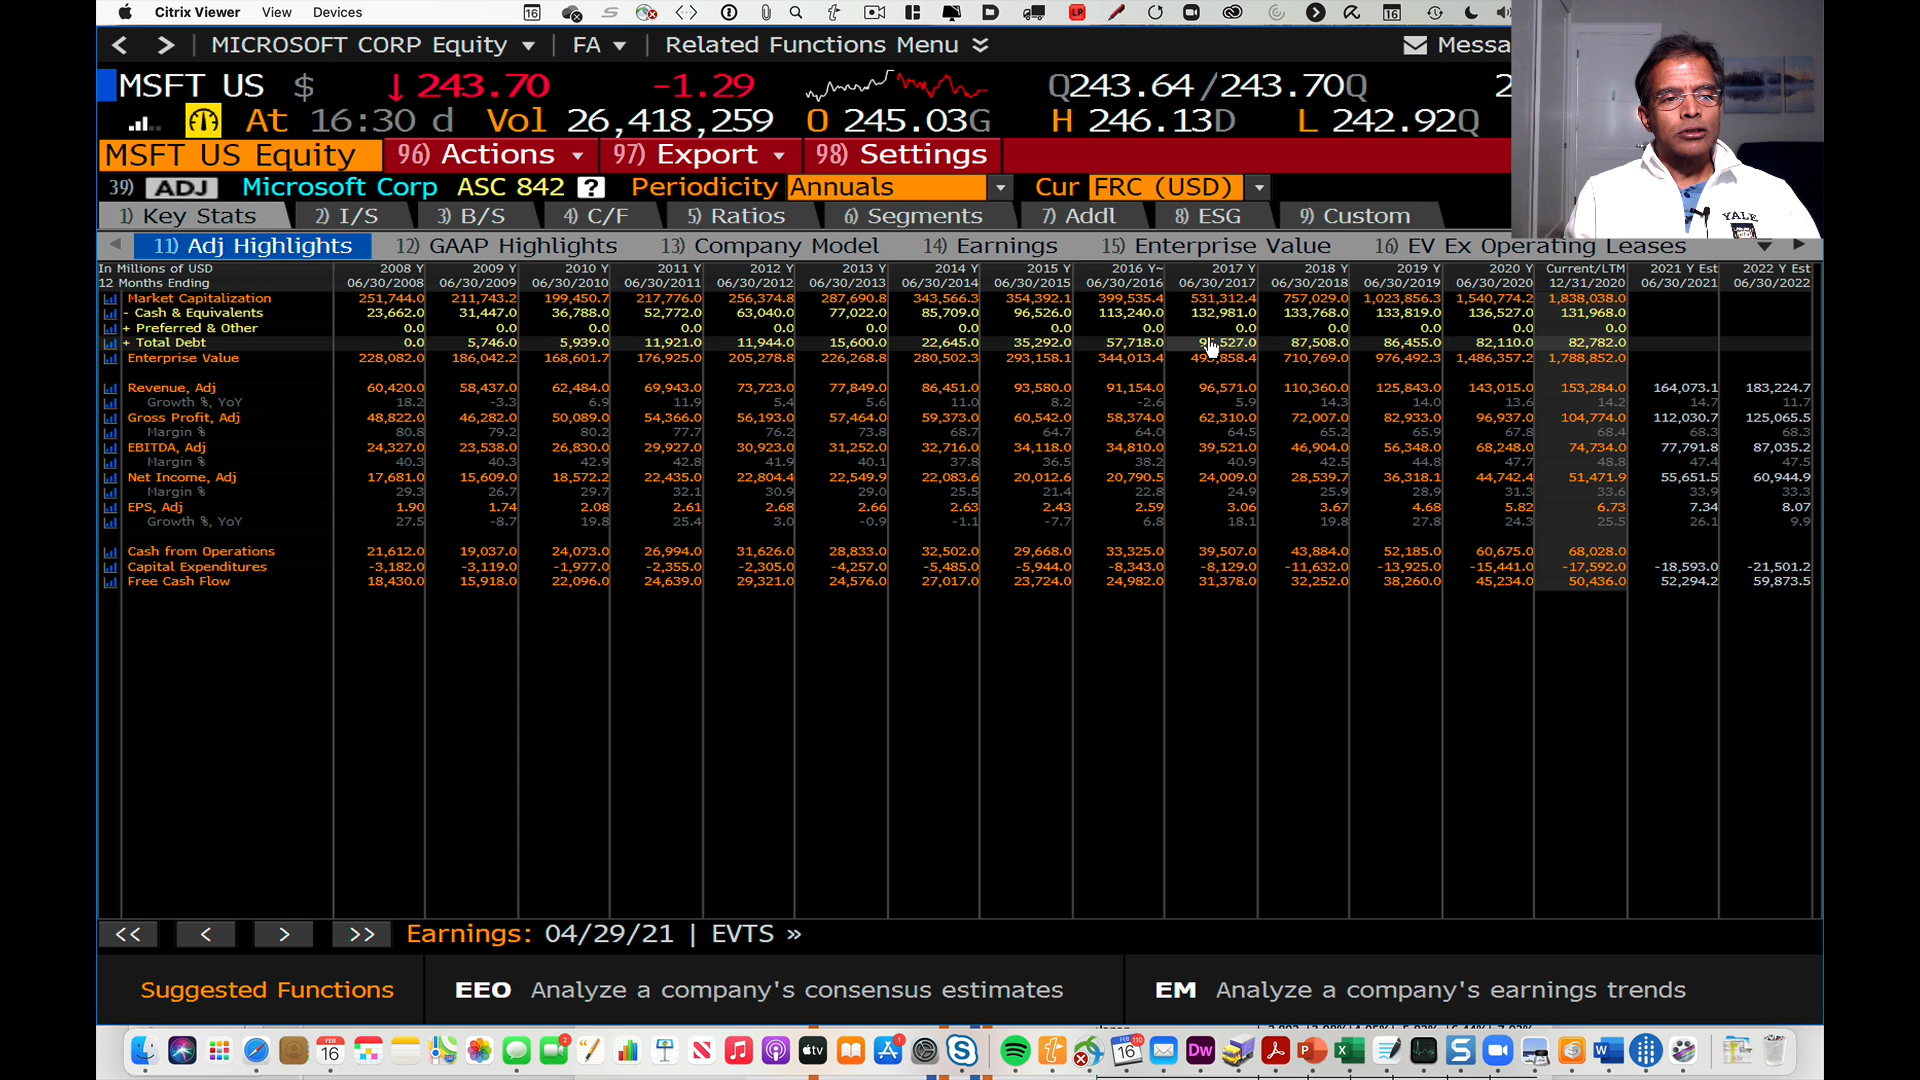 Citrix Viewer View Devices
MICROSOFT CORP Equity FA Related Functions Menu Messa
MSFT US $ ↓ 243.70 -1.29 Q243.64/243.70Q 2
At 16:30 d Vol 26,418,259 O 245.03G H 246.13D L 242.92Q
MSFT US Equity 96) Actions 97) Export 98) Settings
YALE
39) ADJ Microsoft Corp ASC 842 ? Periodicity Annuals Cur FRC (USD)
1) Key Stats 2) I/S 3) B/S 4) C/F 5) Ratios 6) Segments 7) Addl 8) ESG 9) Custom
11) Adj Highlights 12) GAAP Highlights 13) Company Model 14) Earnings 15) Enterprise Value 16) EV Ex Operating Leases
In Millions of USD 2008 Y 2009 Y 2010 Y 2011 Y 2012 Y 2013 Y 2014 Y 2015 Y 2016 Y~ 2017 Y 2018 Y 2019 Y 2020 Y Current/LTM 2021 Y Est 2022 Y Est
12 Months Ending 06/30/2008 06/30/2009 06/30/2010 06/30/2011 06/30/2012 06/30/2013 06/30/2014 06/30/2015 06/30/2016 06/30/2017 06/30/2018 06/30/2019 06/30/2020 12/31/2020 06/30/2021 06/30/2022
Market Capitalization 251,744.0 211,743.2 199,450.7 217,776.0 256,374.8 287,690.8 343,566.3 354,392.1 399,535.4 531,312.4 757,029.0 1,023,856.3 1,540,774.2 1,838,038.0
- Cash & Equivalents 23,662.0 31,447.0 36,788.0 52,772.0 63,040.0 77,022.0 85,709.0 96,526.0 113,240.0 132,981.0 133,768.0 133,819.0 136,527.0 131,968.0
+ Preferred & Other 0.0 0.0 0.0 0.0 0.0 0.0 0.0 0.0 0.0 0.0 0.0 0.0 0.0 0.0
+ Total Debt 0.0 5,746.0 5,939.0 11,921.0 11,944.0 15,600.0 22,645.0 35,292.0 57,718.0 87,508.0 86,455.0 82,110.0 82,782.0
Enterprise Value 228,082.0 186,042.2 168,601.7 176,925.0 205,278.8 226,268.8 280,502.3 293,158.1 344,013.4 710,769.0 976,492.3 1,486,357.2 1,788,852.0
Revenue, Adj 60,420.0 58,437.0 62,484.0 69,943.0 73,723.0 77,849.0 86,451.0 93,580.0 91,154.0 96,571.0 110,360.0 125,843.0 143,015.0 153,284.0 164,073.1 183,224.7
Growth %, YoY 18.2 -3.3 6.9 11.9 5.4 5.6 11.0 8.2 -2.6 5.9 14.3 14.0 13.6 14.2 14.7 11.7
Gross Profit, Adj 48,822.0 46,282.0 50,089.0 54,366.0 56,193.0 57,464.0 59,373.0 60,542.0 58,374.0 62,310.0 72,007.0 82,933.0 96,937.0 104,774.0 112,030.7 125,065.5
Margin % 80.8 79.2 80.2 77.7 76.2 73.8 68.7 64.7 64.0 64.5 65.2 65.9 67.8 68.4 68.3 68.3
EBITDA, Adj 24,327.0 23,538.0 26,830.0 29,927.0 30,923.0 31,252.0 32,716.0 34,118.0 34,810.0 39,521.0 46,904.0 56,348.0 68,248.0 74,734.0 77,791.8 87,035.2
Margin % 40.3 40.3 42.9 42.8 41.9 40.1 37.8 36.5 38.2 40.9 42.5 44.8 47.7 48.8 47.4 47.5
Net Income, Adj 17,681.0 15,609.0 18,572.2 22,435.0 22,804.4 22,549.9 22,083.6 20,012.6 20,790.5 24,009.0 28,539.7 36,318.1 44,742.4 51,471.9 55,651.5 60,944.9
Margin % 29.3 26.7 29.7 32.1 30.9 29.0 25.5 21.4 22.8 24.9 25.9 28.9 31.3 33.6 33.9 33.3
EPS, Adj 1.90 1.74 2.08 2.61 2.68 2.66 2.63 2.43 2.59 3.06 3.67 4.68 5.82 6.73 7.34 8.07
Growth %, YoY 27.5 -8.7 19.8 25.4 3.0 -0.9 -1.1 -7.7 6.8 18.1 19.8 27.8 24.3 25.5 26.1 9.9
Cash from Operations 21,612.0 19,037.0 24,073.0 26,994.0 31,626.0 28,833.0 32,502.0 29,668.0 33,325.0 39,507.0 43,884.0 52,185.0 60,675.0 68,028.0
Capital Expenditures -3,182.0 -3,119.0 -1,977.0 -2,355.0 -2,305.0 -4,257.0 -5,485.0 -5,944.0 -8,343.0 -8,129.0 -11,632.0 -13,925.0 -15,441.0 -17,592.0 -18,593.0 -21,501.2
Free Cash Flow 18,430.0 15,918.0 22,096.0 24,639.0 29,321.0 24,576.0 27,017.0 23,724.0 24,982.0 31,378.0 32,252.0 38,260.0 45,234.0 50,436.0 52,294.2 59,873.5
<< < > >> Earnings: 04/29/21 | EVTS »
Suggested Functions EEO Analyze a company's consensus estimates EM Analyze a company's earnings trends